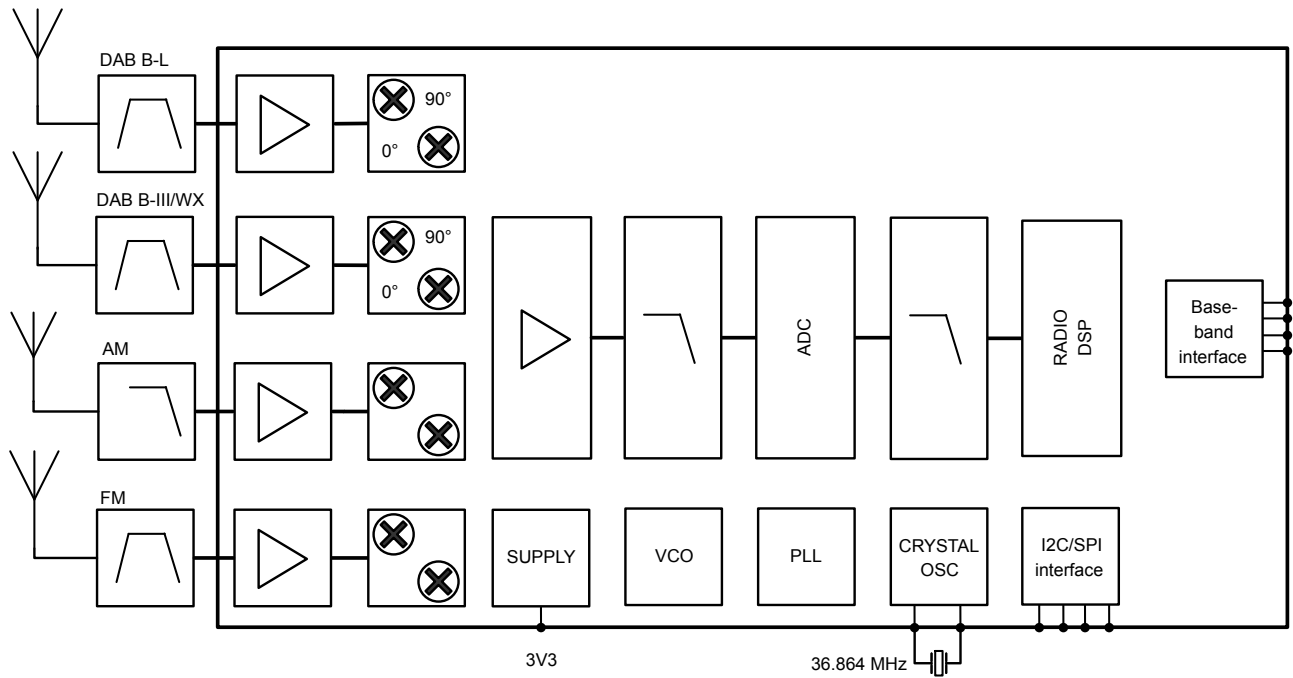 DAB B-L
90°
0°
DAB B-III/WX
90°
0°
AM
FM
ADC
RADIO
DSP
Base-
band
interface
SUPPLY
VCO
PLL
CRYSTAL
OSC
I2C/SPI
interface
3V3
36.864 MHz